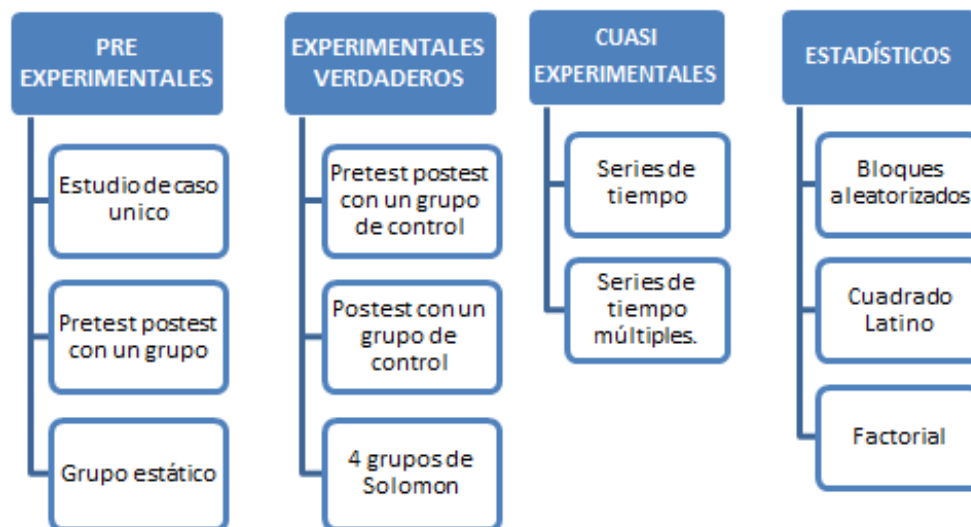 PRE
EXPERIMENTALES
Estudio de caso
unico
Pretest postest
con un grupo
Grupo estático
EXPERIMENTALES
VERDADEROS
Pretest postest
con un grupo
de control
Postest con un
grupo de
control
4 grupos de
Solomon
CUASI
EXPERIMENTALES
Series de
tiempo
Series de
tiempo
múltiples.
ESTADÍSTICOS
Bloques
aleatorizados
Cuadrado
Latino
Factorial